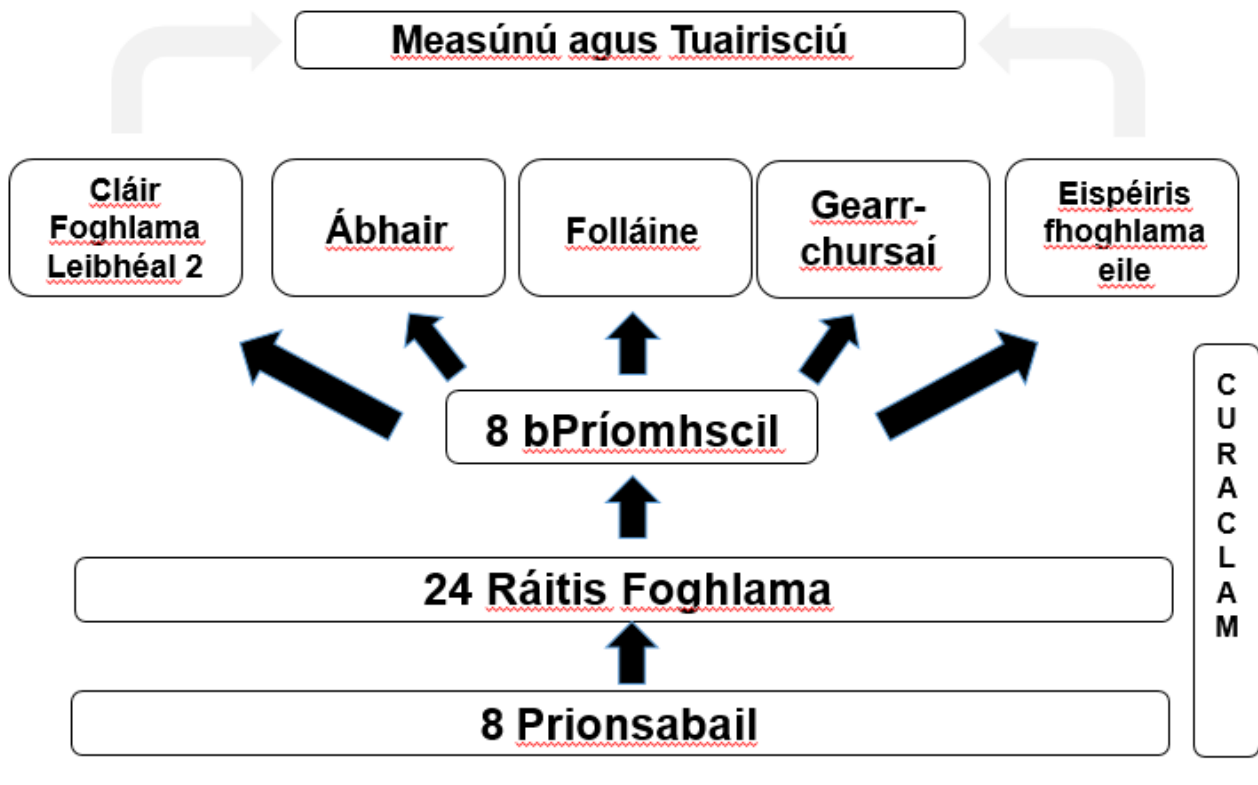 Measúnú agus Tuairisciú
Cláir
Foghlama
Leibhéal 2
Ábhair
Folláine
Gearr-
chursaí
Eispéiris
fhoghlama
eile
8 bPríomhscil
24 Ráitis Foghlama
8 Prionsabail
C
U
R
A
C
L
A
M